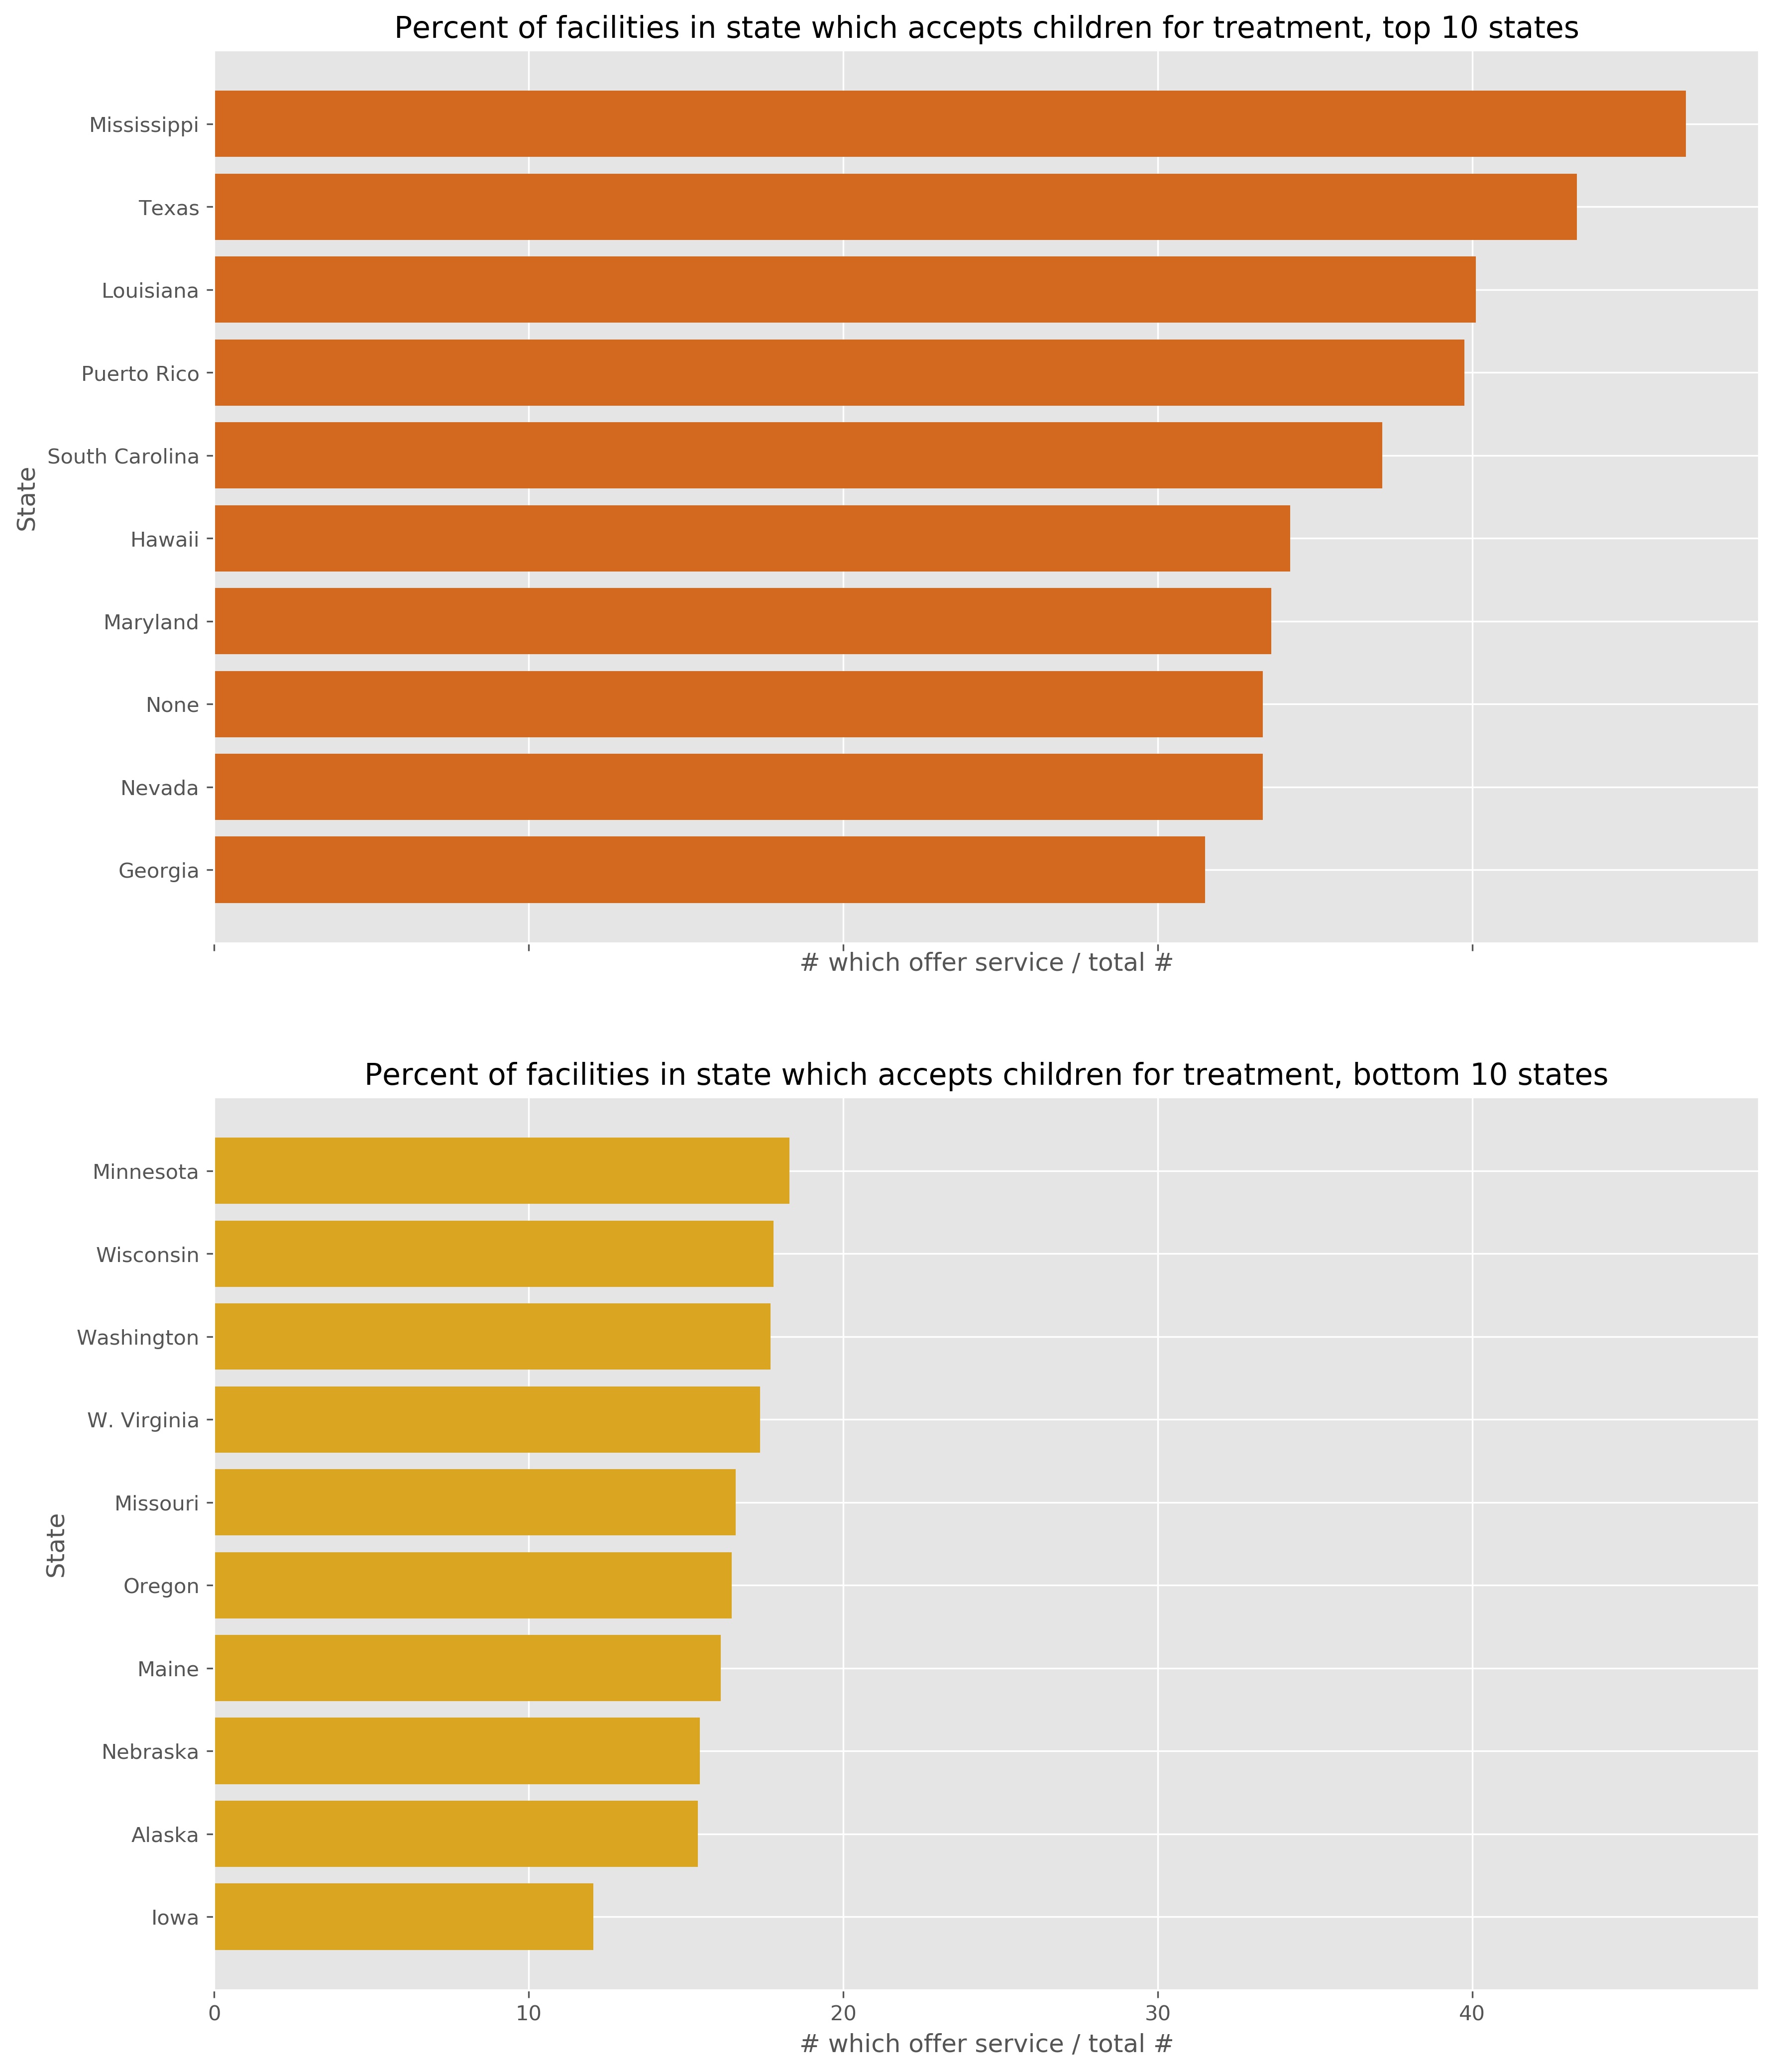 Percent of facilities in state which accepts children for treatment, top 10 states
State
Mississippi
Texas
Louisiana
Puerto Rico
South Carolina
Hawaii
Maryland
None
Nevada
Georgia
# which offer service / total #
Percent of facilities in state which accepts children for treatment, bottom 10 states
State
Minnesota
Wisconsin
Washington
W. Virginia
Missouri
Oregon
Maine
Nebraska
Alaska
Iowa
0 10 20 30 40
# which offer service / total #